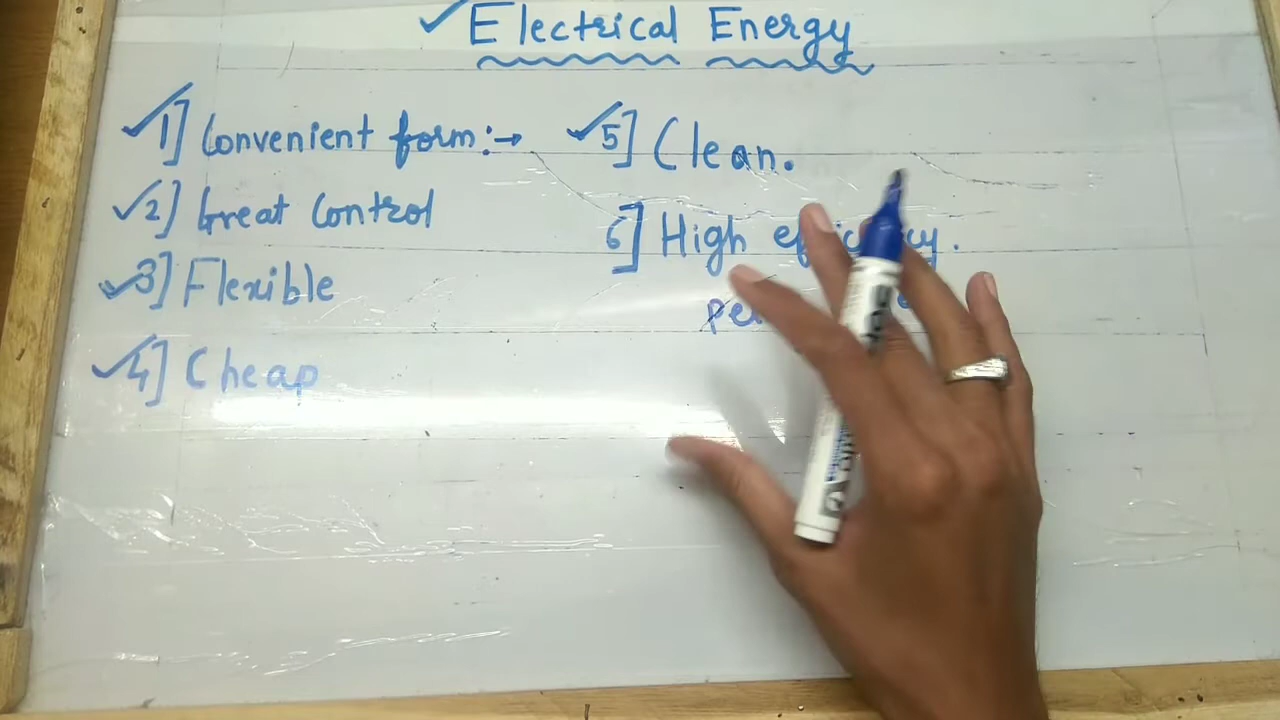 Electrical Energy
1] Convenient form:→
2] Great Control
3] Flexible
4] Cheap
5] Clean.
6] High